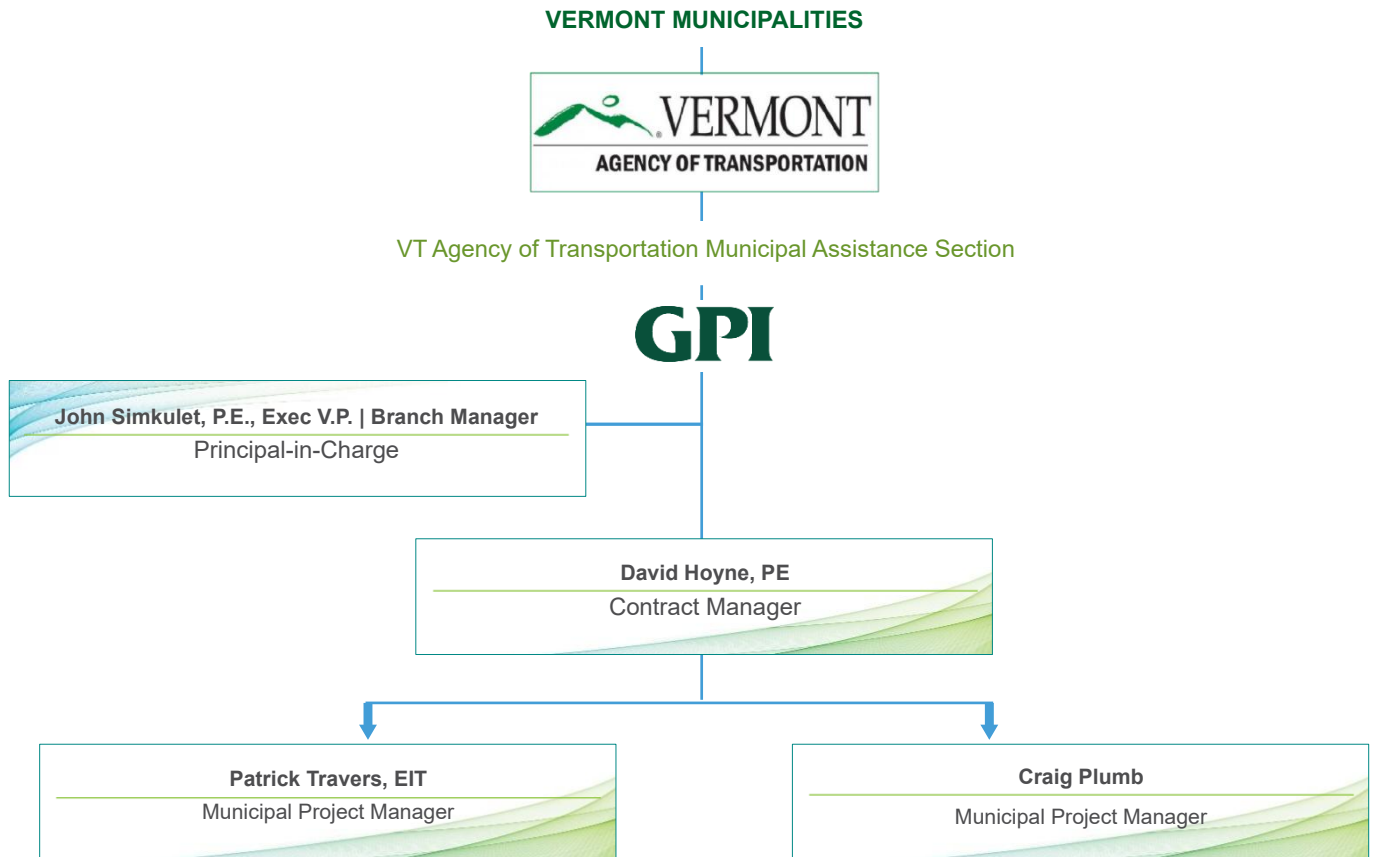 VERMONT MUNICIPALITIES
VERMONT
AGENCY OF TRANSPORTATION
VT Agency of Transportation Municipal Assistance Section
GPI
John Simkulet, P.E., Exec V.P. | Branch Manager
Principal-in-Charge
David Hoyne, PE
Contract Manager
Patrick Travers, EIT
Municipal Project Manager
Craig Plumb
Municipal Project Manager